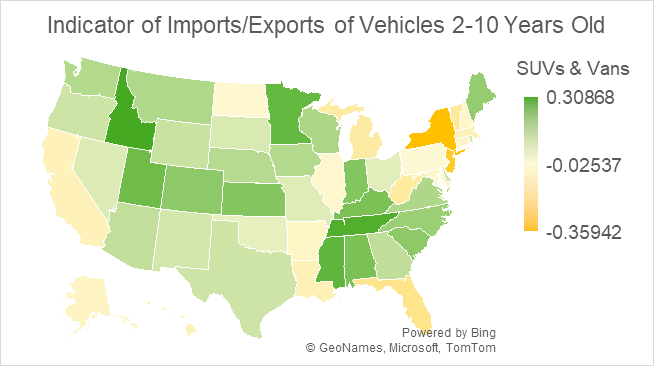 Indicator of Imports/Exports of Vehicles 2-10 Years Old
SUVs & Vans
0.30868
-0.02537
-0.35942
Powered by Bing
© GeoNames, Microsoft, TomTom